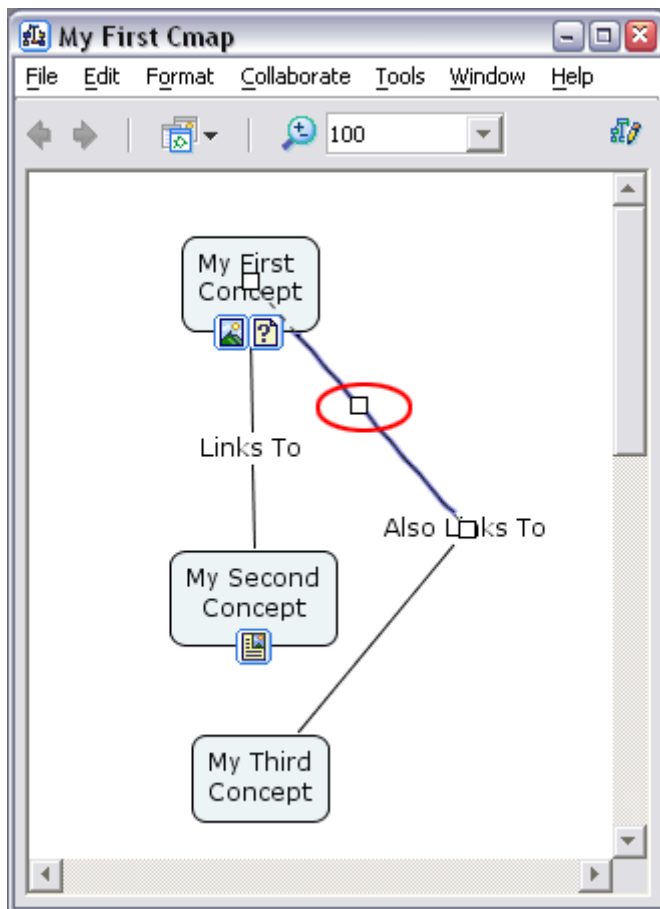 My First Cmap
File Edit Format Collaborate Tools Window Help
100
My First
Concept
Links To
Also Links To
My Second
Concept
My Third
Concept